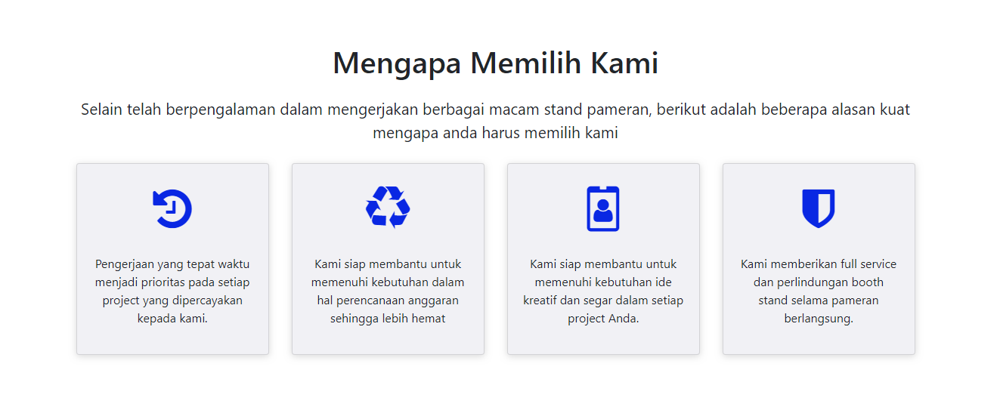 Mengapa Memilih Kami
Selain telah berpengalaman dalam mengerjakan berbagai macam stand pameran, berikut adalah beberapa alasan kuat
mengapa anda harus memilih kami
Pengerjaan yang tepat waktu
menjadi prioritas pada setiap
project yang dipercayakan
kepada kami.
Kami siap membantu untuk
memenuhi kebutuhan dalam
hal perencanaan anggaran
sehingga lebih hemat
Kami siap membantu untuk
memenuhi kebutuhan ide
kreatif dan segar dalam setiap
project Anda.
Kami memberikan full service
dan perlindungan booth
stand selama pameran
berlangsung.